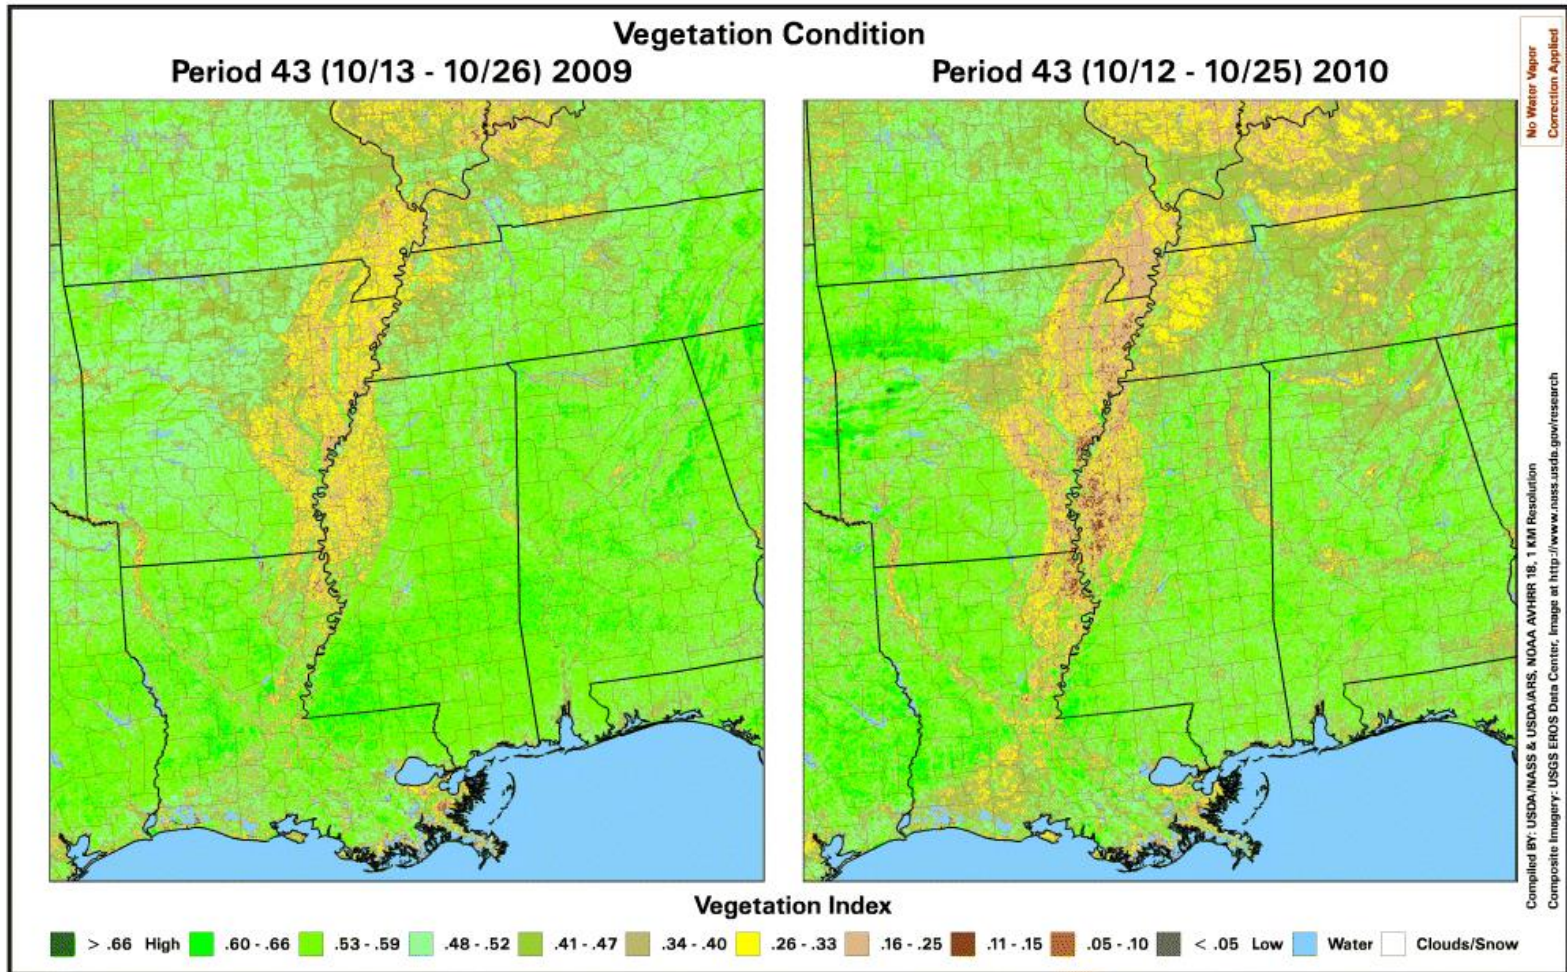 Vegetation Condition
Period 43 (10/13 - 10/26) 2009
Period 43 (10/12 - 10/25) 2010
No Water Vapor
Correction Applied
Compiled BY: USDA/NASS & USDA/ARS, NOAA AVHRR 18, 1 KM Resolution
Composite Imagery: USGS EROS Data Center, Image at http://www.nass.usda.gov/research
Vegetation Index
> .66 High .60 - .66 .53 - .59 .48 - .52 .41 - .47 .34 - .40 .26 - .33 .16 - .25 .11 - .15 .05 - .10 < .05 Low Water Clouds/Snow